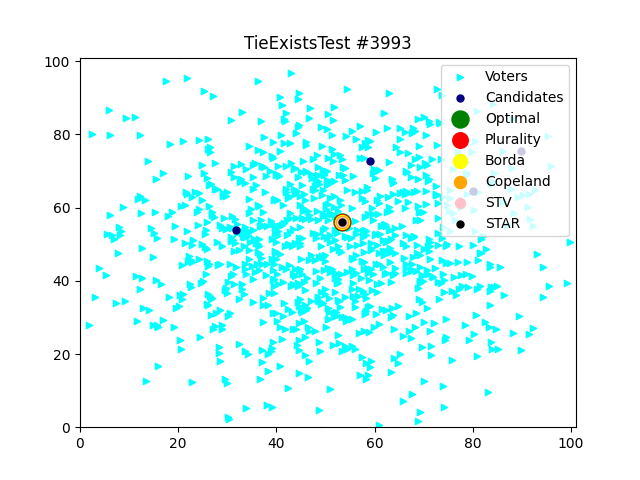 TieExistsTest #3993
100
80
60
40
20
0
0 20 40 60 80 100
Voters
Candidates
Optimal
Plurality
Borda
Copeland
STV
STAR